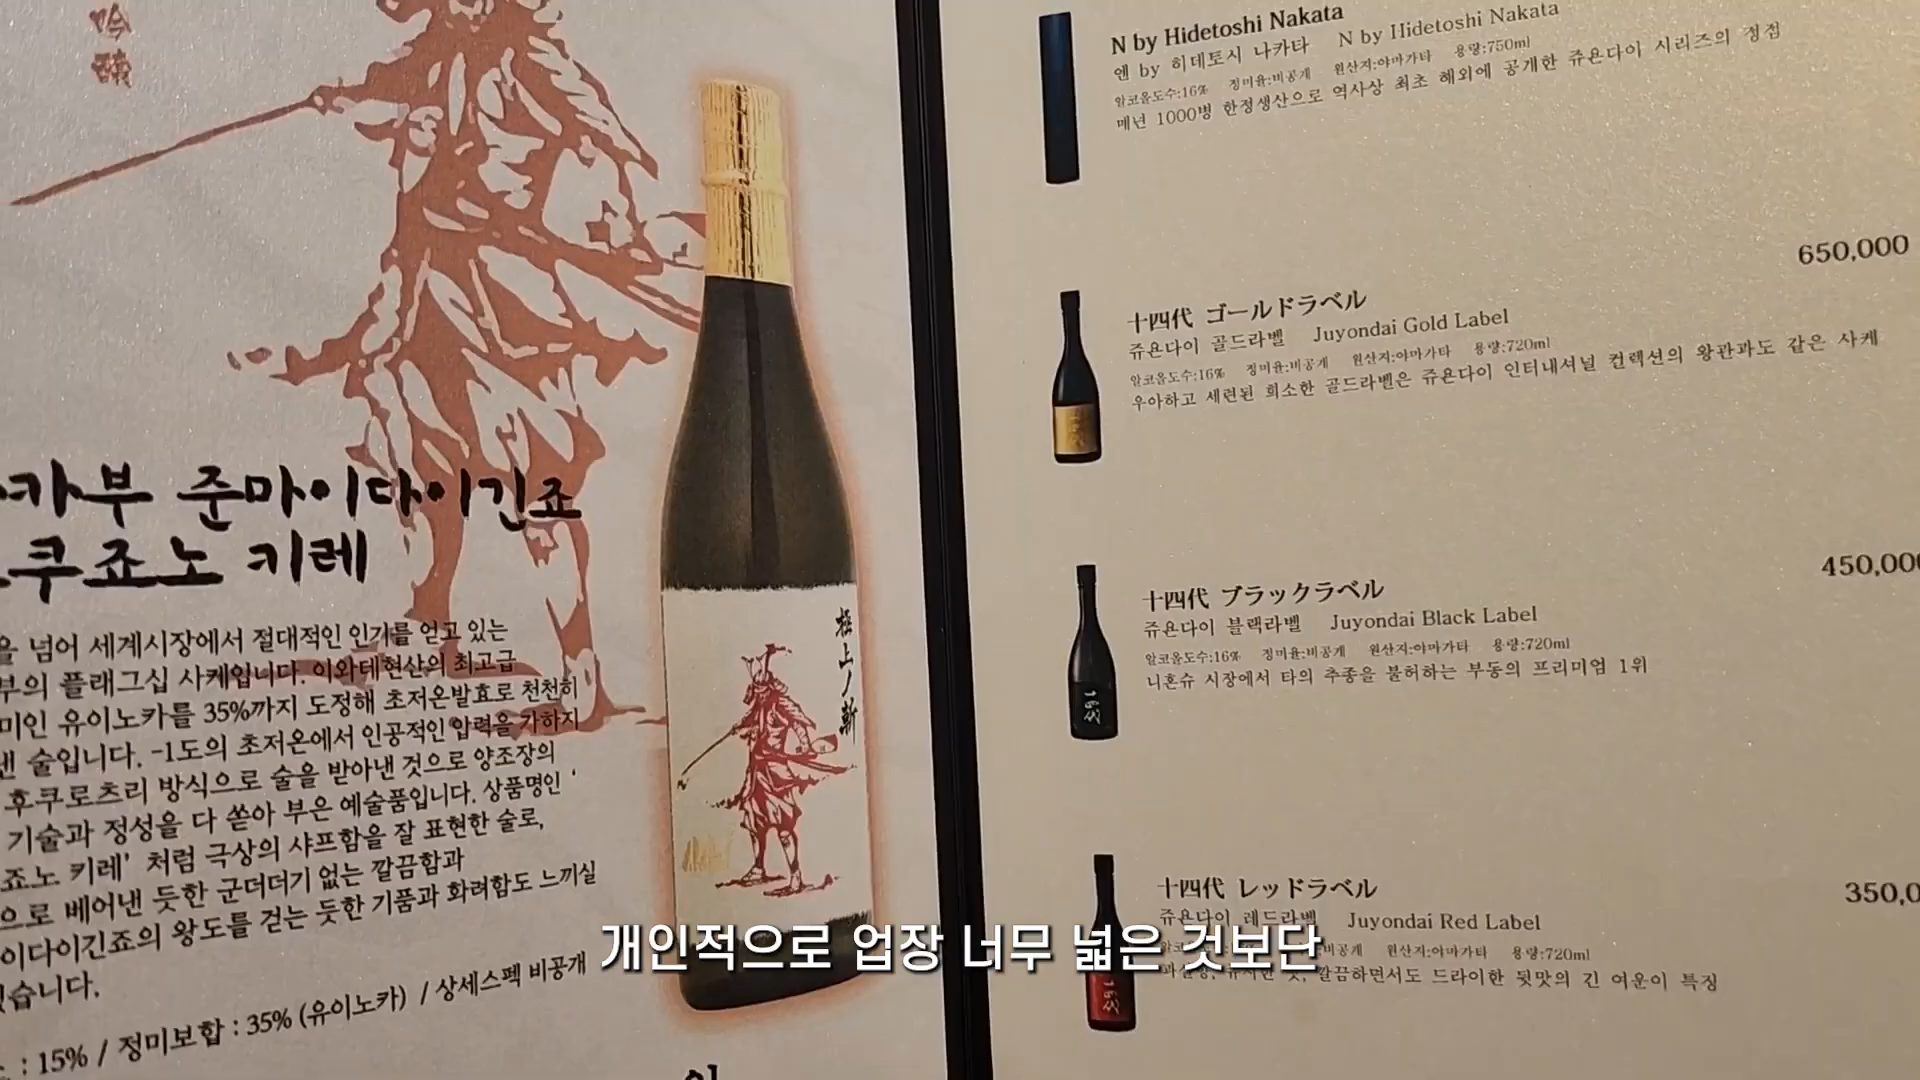 吟
醸
카부 준마이다이긴죠
쿠죠노 키레
을 넘어 세계시장에서 절대적인 인기를 얻고 있는
부의 플래그십 사케입니다. 이와테현산의 최고급
미인 유이노카를 35%까지 도정해 초저온발효로 천천히
낸 술입니다. -1도의 초저온에서 인공적인 압력을 가하지
후쿠로츠리 방식으로 술을 받아낸 것으로 양조장의
기술과 정성을 다 쏟아 부은 예술품입니다. 상품명인 '
죠노 키레' 처럼 극상의 샤프함을 잘 표현한 술로,
으로 베어낸 듯한 군더더기 없는 깔끔함과
이다이긴죠의 왕도를 걷는 듯한 기품과 화려함도 느끼실
있습니다.
: 15% / 정미보합 : 35% (유이노카) / 상세스펙 비공개
極上ノ斬
N by Hidetoshi Nakata
엔 by 히데토시 나카타 N by Hidetoshi Nakata
알코올도수:16% 정미율:비공개 원산지:야마가타 용량:750ml
매년 1000병 한정생산으로 역사상 최초 해외에 공개한 쥬욘다이 시리즈의 정점
650,000
十四代 ゴールドラベル
쥬욘다이 골드라벨 Juyondai Gold Label
알코올도수:16% 정미율:비공개 원산지:야마가타 용량:720ml
우아하고 세련된 희소한 골드라벨은 쥬욘다이 인터내셔널 컬렉션의 왕관과도 같은 사케
450,000
十四代 ブラックラベル
쥬욘다이 블랙라벨 Juyondai Black Label
알코올도수:16% 정미율:비공개 원산지:야마가타 용량:720ml
니혼슈 시장에서 타의 추종을 불허하는 부동의 프리미엄 1위
350,0
十四代 レッドラベル
쥬욘다이 레드라벨 Juyondai Red Label
비공개 원산지:야마가타 용량:720ml
깔끔하면서도 드라이한 뒷맛의 긴 여운이 특징
개인적으로 업장 너무 넓은 것보단